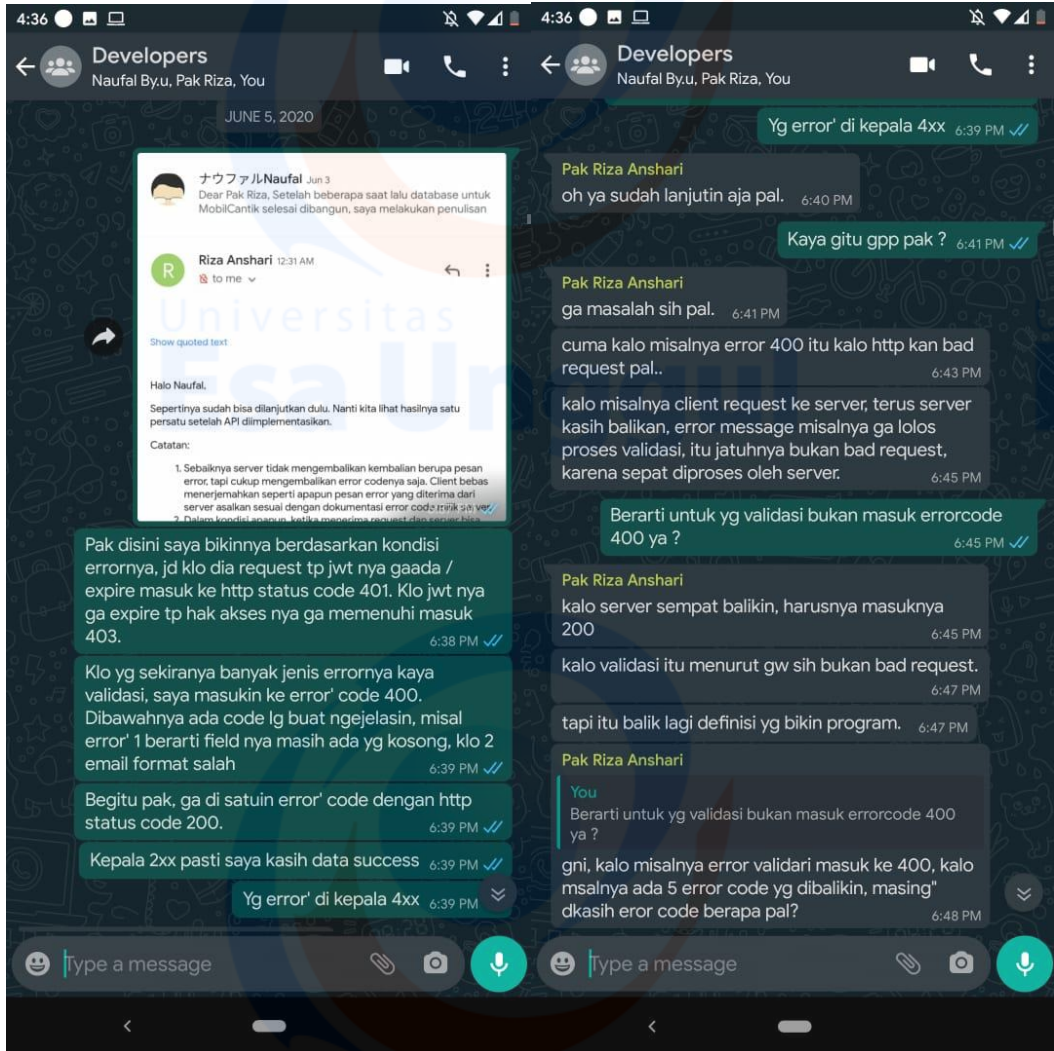 4:36
Developers
Naufal By.u, Pak Riza, You
JUNE 5, 2020
ナウファルNaufal Jun 3
Dear Pak Riza, Setelah beberapa saat lalu database untuk
MobilCantik selesai dibangun, saya melakukan penulisan
R
Riza Anshari 12:31 AM
to me
Universitas
Esa Unggul
Show quoted text
Halo Naufal,
Sepertinya sudah bisa dilanjutkan dulu. Nanti kita lihat hasilnya satu
persatu setelah API diimplementasikan.
Catatan:
1. Sebaiknya server tidak mengembalikan kembalian berupa pesan
error, tapi cukup mengembalikan error codenya saja. Client bebas
menerjemahkan seperti apapun pesan error yang diterima dari
server asalkan sesuai dengan dokumentasi error code milik server.
2. Dalam kondisi apapun, ketika menerima request dan server bisa
Pak disini saya bikinnya berdasarkan kondisi
errornya, jd klo dia request tp jwt nya gaada /
expire masuk ke http status code 401. Klo jwt nya
ga expire tp hak akses nya ga memenuhi masuk
403. 6:38 PM
Klo yg sekiranya banyak jenis errornya kaya
validasi, saya masukin ke error' code 400.
Dibawahnya ada code lg buat ngejelasin, misal
error' 1 berarti field nya masih ada yg kosong, klo 2
email format salah 6:39 PM
Begitu pak, ga di satuin error' code dengan http
status code 200. 6:39 PM
Kepala 2xx pasti saya kasih data success 6:39 PM
Yg error' di kepala 4xx 6:39 PM
Type a message
4:36
Developers
Naufal By.u, Pak Riza, You
Yg error' di kepala 4xx 6:39 PM
Pak Riza Anshari
oh ya sudah lanjutin aja pal. 6:40 PM
Kaya gitu gpp pak ? 6:41 PM
Pak Riza Anshari
ga masalah sih pal. 6:41 PM
cuma kalo misalnya error 400 itu kalo http kan bad
request pal.. 6:43 PM
kalo misalnya client request ke server, terus server
kasih balikan, error message misalnya ga lolos
proses validasi, itu jatuhnya bukan bad request,
karena sepat diproses oleh server. 6:45 PM
Berarti untuk yg validasi bukan masuk errorcode
400 ya ? 6:45 PM
Pak Riza Anshari
kalo server sempat balikin, harusnya masuknya
200 6:45 PM
kalo validasi itu menurut gw sih bukan bad request.
6:47 PM
tapi itu balik lagi definisi yg bikin program. 6:47 PM
Pak Riza Anshari
You
Berarti untuk yg validasi bukan masuk errorcode 400
ya ?
gni, kalo misalnya error validari masuk ke 400, kalo
msalnya ada 5 error code yg dibalikin, masing"
dkasih eror code berapa pal? 6:48 PM
Type a message